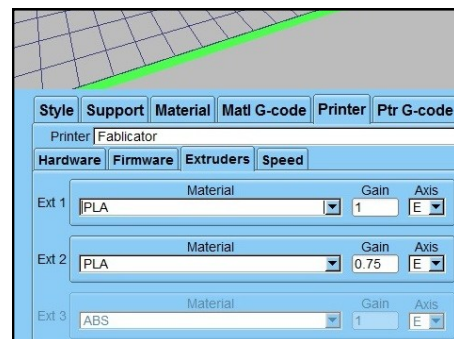 Style Support Material Matl G-code Printer Ptr G-code
Printer Fablicator
Hardware Firmware Extruders Speed
Material Gain Axis
Ext 1 PLA 1 E
Material Gain Axis
Ext 2 PLA 0.75 E
Material Gain Axis
Ext 3 ABS 1 E